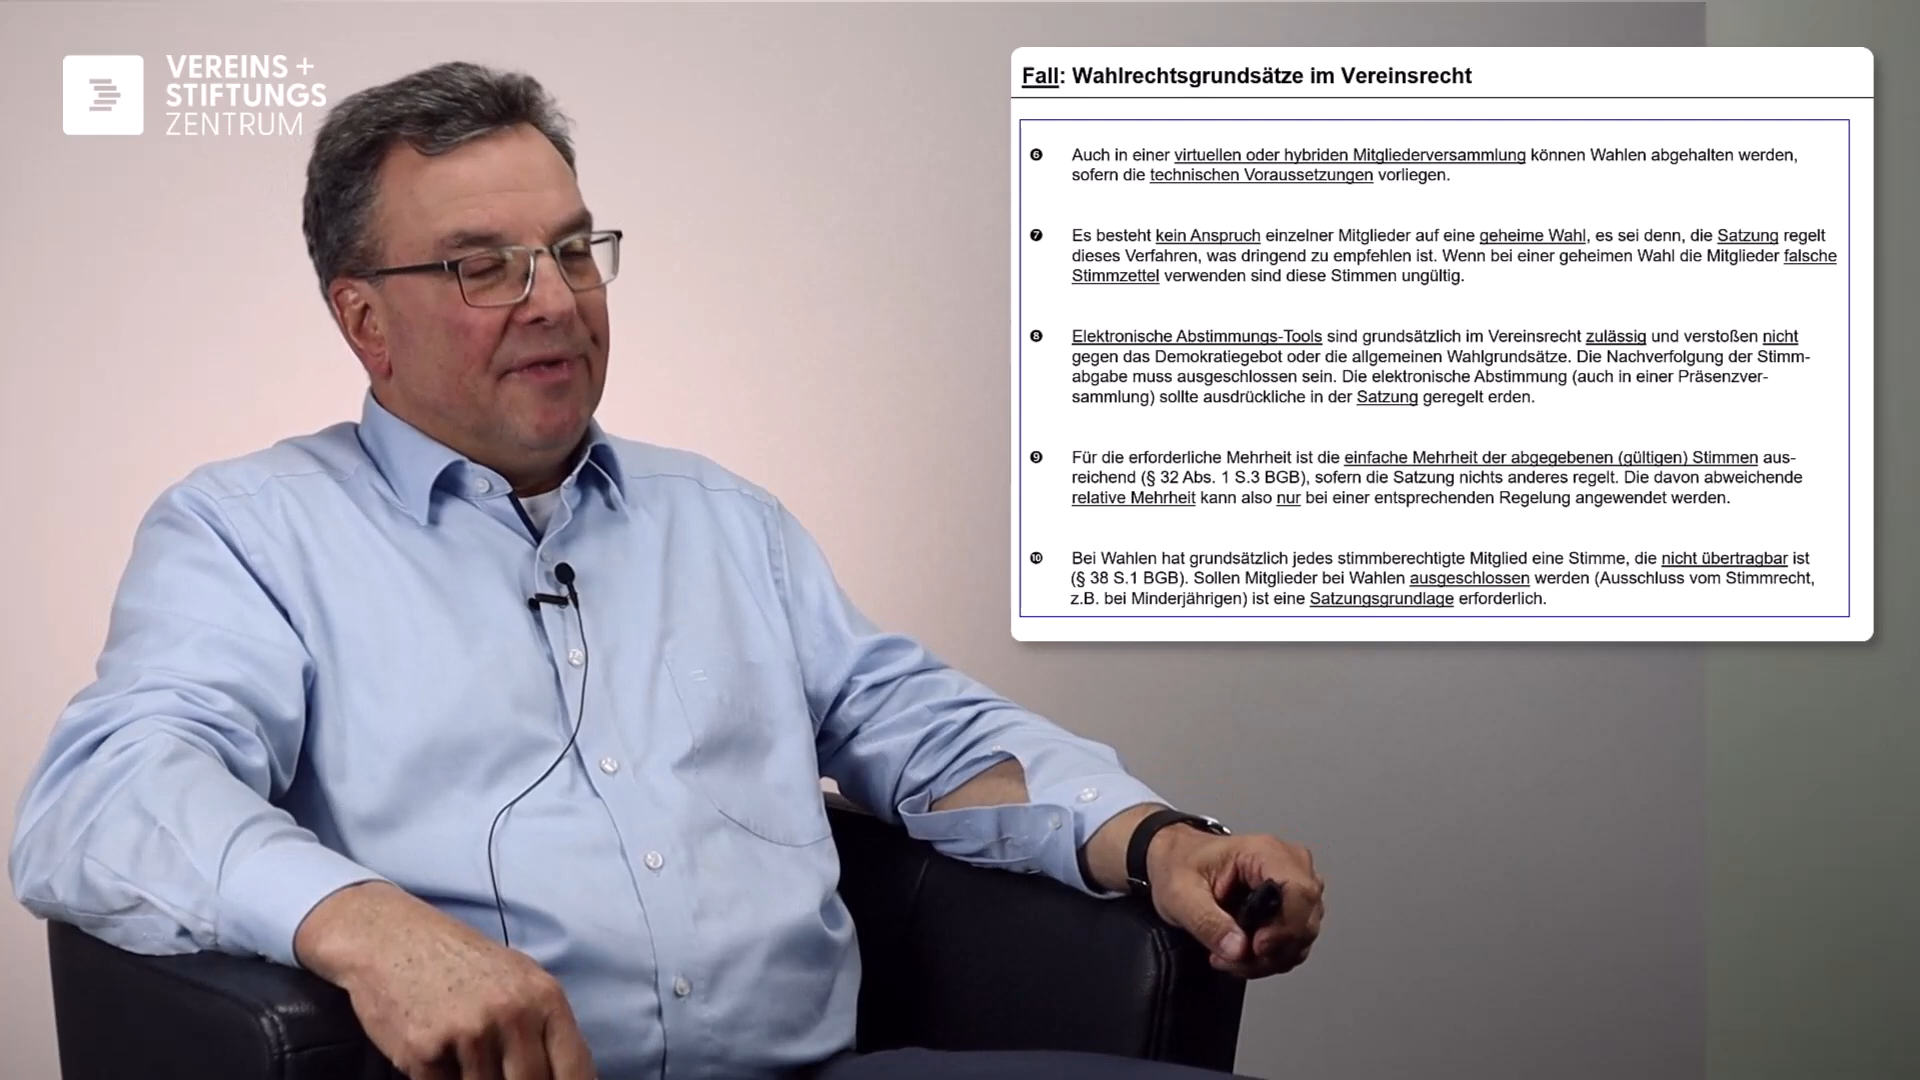 VEREINS +
STIFTUNGS
ZENTRUM
Fall: Wahlrechtsgrundsätze im Vereinsrecht
❻ Auch in einer virtuellen oder hybriden Mitgliederversammlung können Wahlen abgehalten werden,
sofern die technischen Voraussetzungen vorliegen.
❼ Es besteht kein Anspruch einzelner Mitglieder auf eine geheime Wahl, es sei denn, die Satzung regelt
dieses Verfahren, was dringend zu empfehlen ist. Wenn bei einer geheimen Wahl die Mitglieder falsche
Stimmzettel verwenden sind diese Stimmen ungültig.
❽ Elektronische Abstimmungs-Tools sind grundsätzlich im Vereinsrecht zulässig und verstoßen nicht
gegen das Demokratiegebot oder die allgemeinen Wahlgrundsätze. Die Nachverfolgung der Stimm-
abgabe muss ausgeschlossen sein. Die elektronische Abstimmung (auch in einer Präsenzver-
sammlung) sollte ausdrückliche in der Satzung geregelt erden.
❾ Für die erforderliche Mehrheit ist die einfache Mehrheit der abgegebenen (gültigen) Stimmen aus-
reichend (§ 32 Abs. 1 S.3 BGB), sofern die Satzung nichts anderes regelt. Die davon abweichende
relative Mehrheit kann also nur bei einer entsprechenden Regelung angewendet werden.
❿ Bei Wahlen hat grundsätzlich jedes stimmberechtigte Mitglied eine Stimme, die nicht übertragbar ist
(§ 38 S.1 BGB). Sollen Mitglieder bei Wahlen ausgeschlossen werden (Ausschluss vom Stimmrecht,
z.B. bei Minderjährigen) ist eine Satzungsgrundlage erforderlich.